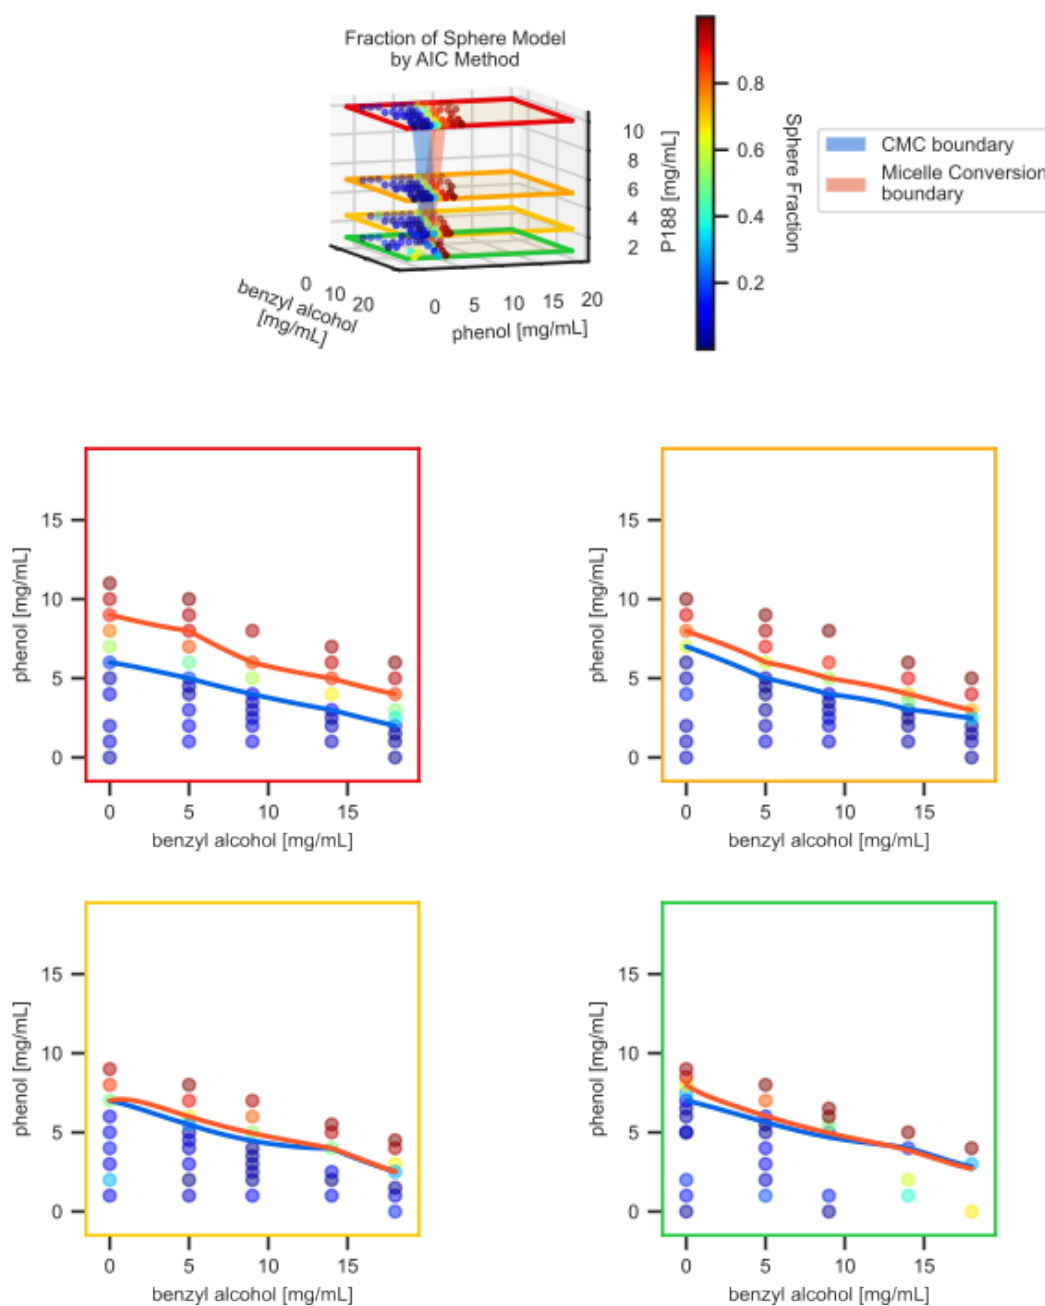 Fraction of Sphere Model
by AIC Method
10
8
6
4
2
P188 [mg/mL]
0 10 20
benzyl alcohol
[mg/mL]
0 5 10 15 20
phenol [mg/mL]
0.8
0.6
0.4
0.2
Sphere Fraction
CMC boundary
Micelle Conversion
boundary
15
10
5
0
phenol [mg/mL]
0 5 10 15
benzyl alcohol [mg/mL]
15
10
5
0
phenol [mg/mL]
0 5 10 15
benzyl alcohol [mg/mL]
15
10
5
0
phenol [mg/mL]
0 5 10 15
benzyl alcohol [mg/mL]
15
10
5
0
phenol [mg/mL]
0 5 10 15
benzyl alcohol [mg/mL]